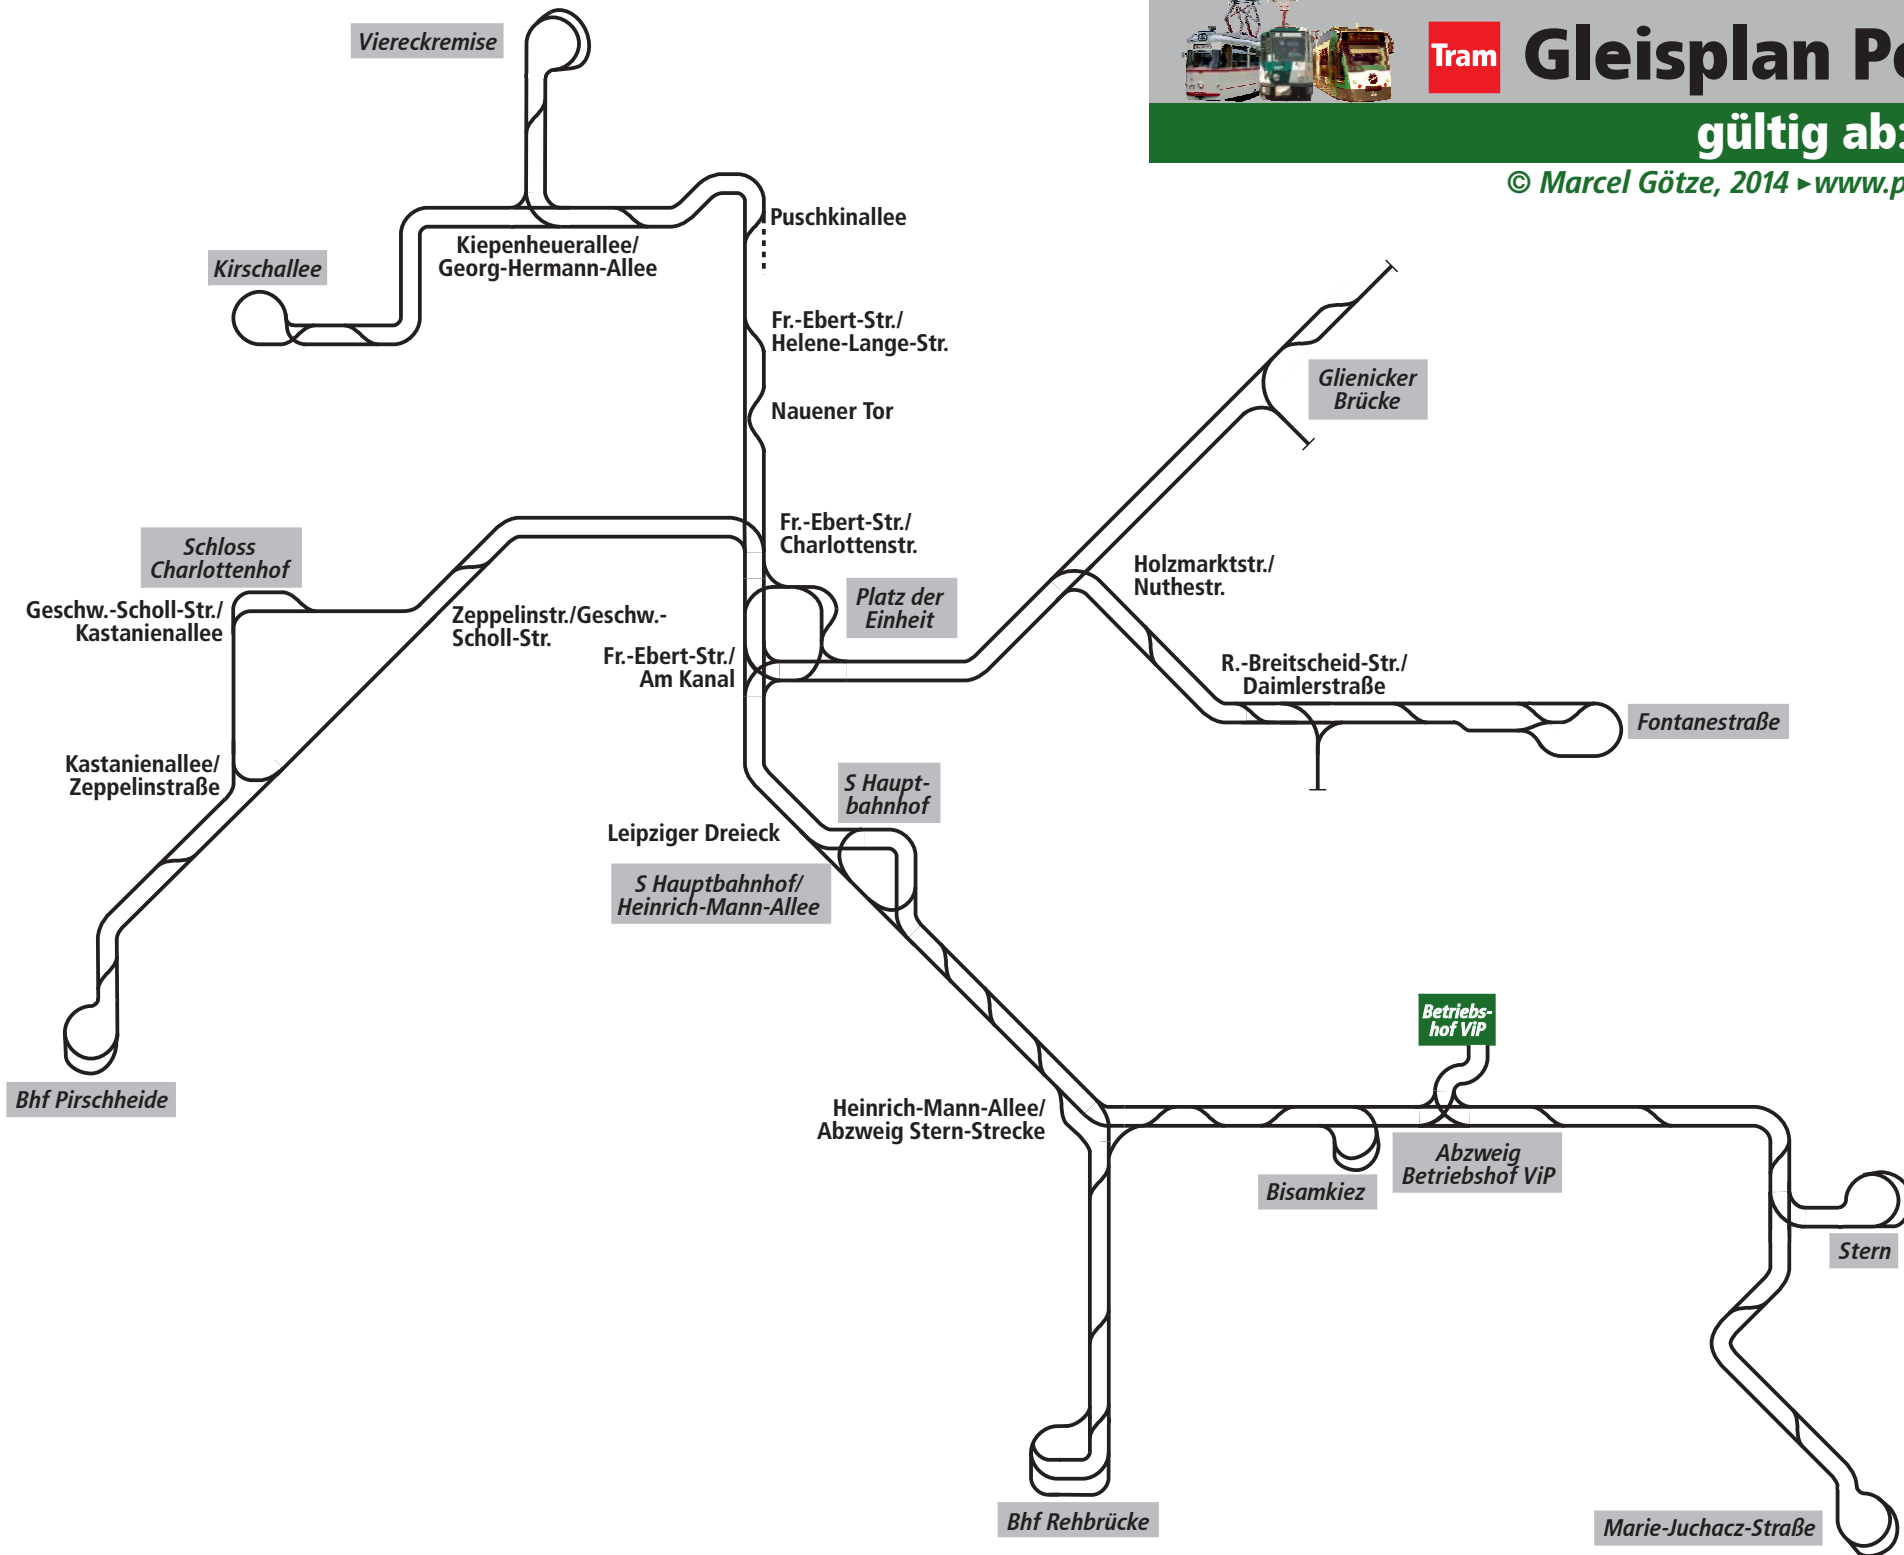 Viereckremise
Tram
Gleisplan
gültig ab:
© Marcel Götze, 2014 ▸www.p
Puschkinallee
Kiepenheuerallee/
Georg-Hermann-Allee
Kirschallee
Fr.-Ebert-Str./
Helene-Lange-Str.
Glienicker
Brücke
Nauener Tor
Fr.-Ebert-Str./
Charlottenstr.
Schloss
Charlottenhof
Holzmarktstr./
Nuthestr.
Geschw.-Scholl-Str./
Kastanienallee
Zeppelinstr./Geschw.-
Scholl-Str.
Platz der
Einheit
Fr.-Ebert-Str./
Am Kanal
R.-Breitscheid-Str./
Daimlerstraße
Fontanestraße
Kastanienallee/
Zeppelinstraße
S Haupt-
bahnhof
Leipziger Dreieck
S Hauptbahnhof/
Heinrich-Mann-Allee
Betriebs-
hof ViP
Bhf Pirschheide
Heinrich-Mann-Allee/
Abzweig Stern-Strecke
Abzweig
Betriebshof ViP
Bisamkiez
Stern
Bhf Rehbrücke
Marie-Juchacz-Straße